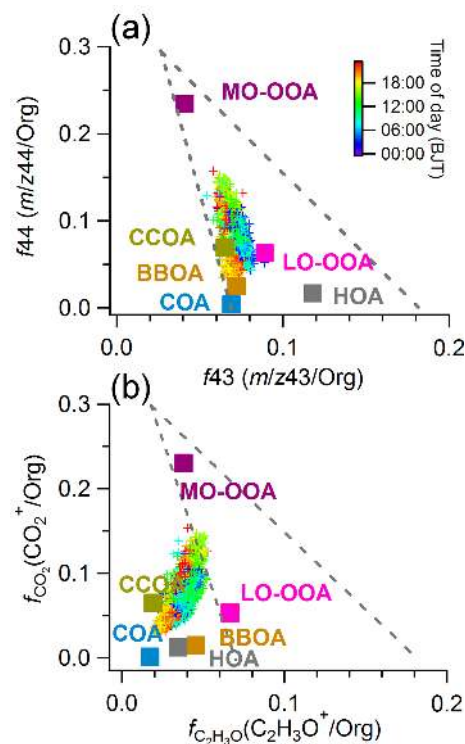 (a)
0.3
0.2
0.1
0.0
f44 (m/z44/Org)
MO-OOA
CCOA
BBOA
COA
LO-OOA
HOA
18:00
12:00
06:00
00:00
Time of day (BJT)
0.0 0.1 0.2
f43 (m/z43/Org)
(b)
0.3
0.2
0.1
0.0
fCO₂(CO₂⁺/Org)
MO-OOA
CCOA
LO-OOA
COA
BBOA
HOA
0.0 0.1 0.2
fC₂H₃O(C₂H₃O⁺/Org)